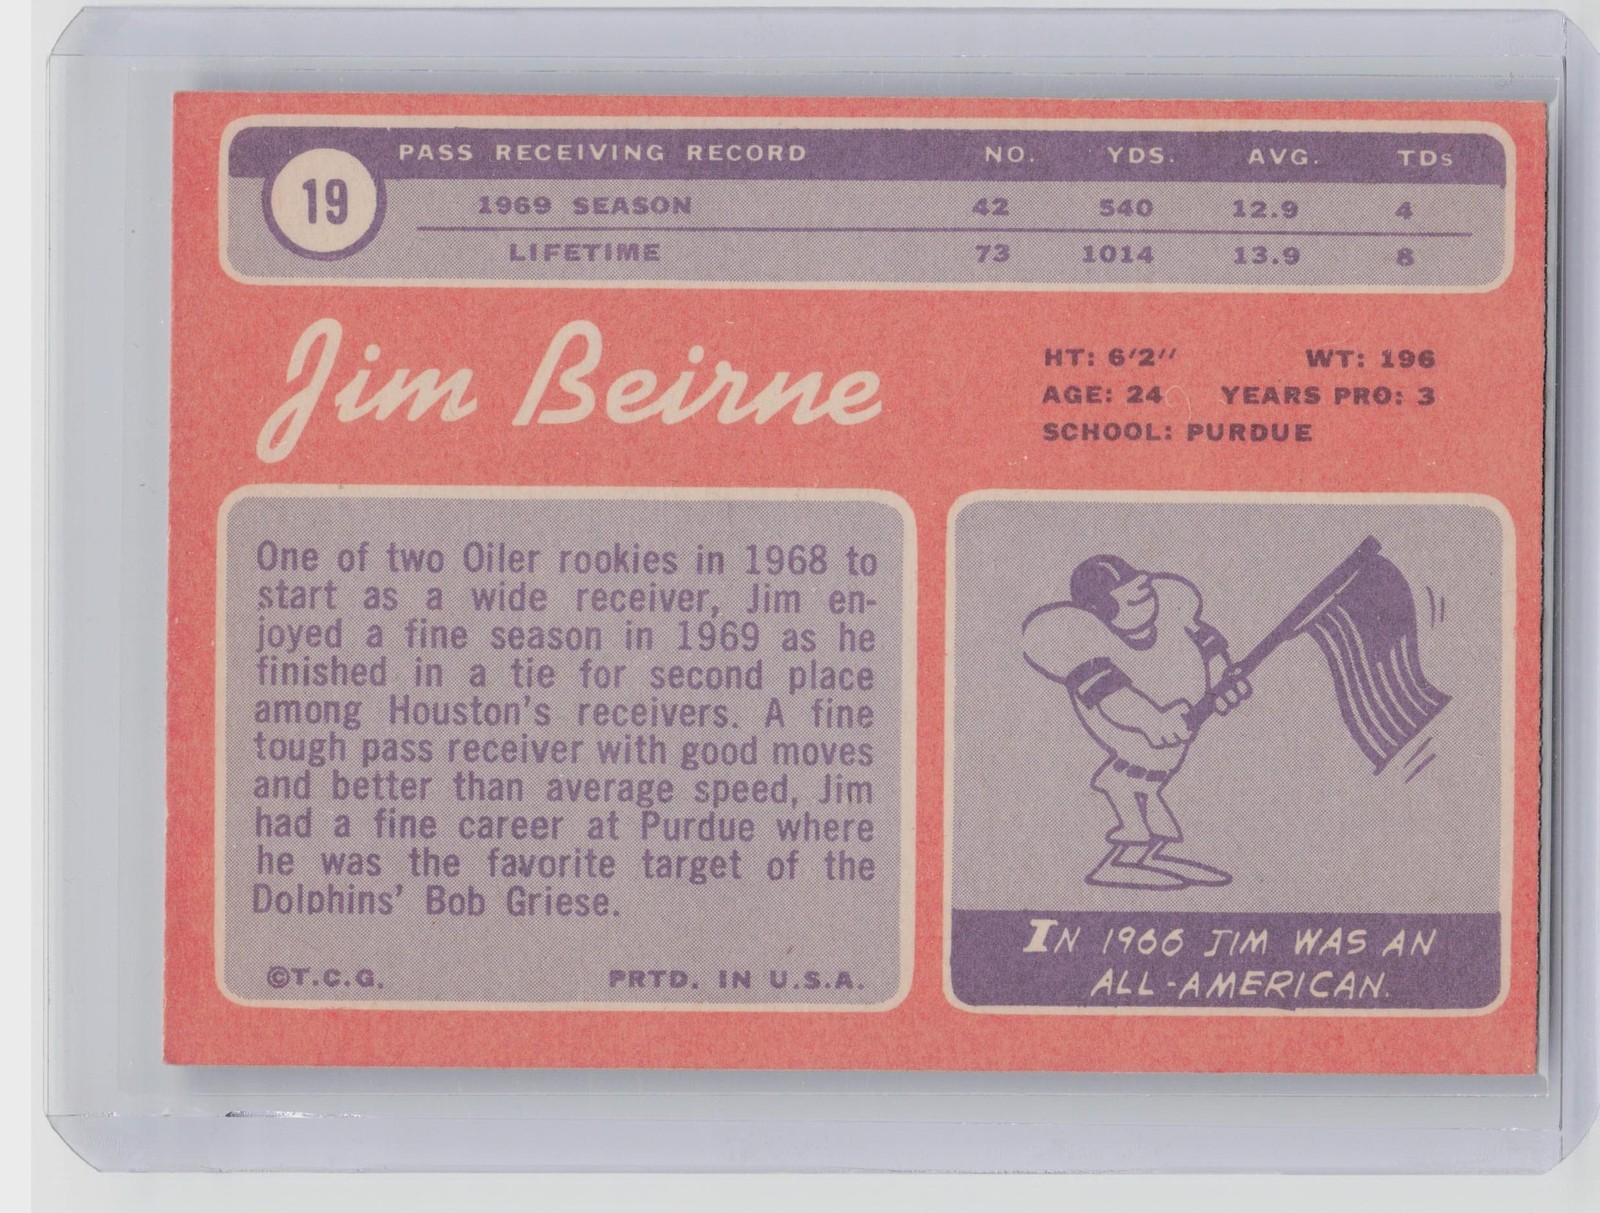 19
PASS RECEIVING RECORD NO. YDS. AVG. TDs
1969 SEASON 42 540 12.9 4
LIFETIME 73 1014 13.9 8
Jim Beirne
HT: 6'2" WT: 196
AGE: 24 YEARS PRO: 3
SCHOOL: PURDUE
One of two Oiler rookies in 1968 to
start as a wide receiver, Jim en-
joyed a fine season in 1969 as he
finished in a tie for second place
among Houston's receivers. A fine
tough pass receiver with good moves
and better than average speed, Jim
had a fine career at Purdue where
he was the favorite target of the
Dolphins' Bob Griese.
©T.C.G. PRTD. IN U.S.A.
IN 1966 JIM WAS AN
ALL-AMERICAN.